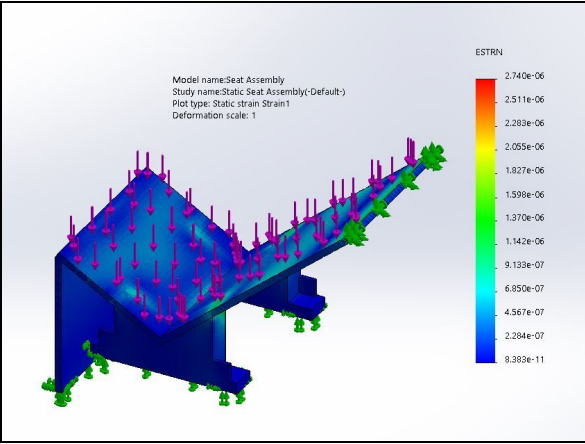 ESTRN
Model name:Seat Assembly
Study name:Static Seat Assembly(-Default-)
Plot type: Static strain Strain1
Deformation scale: 1
2.740e-06
2.511e-06
2.283e-06
2.055e-06
1.827e-06
1.598e-06
1.370e-06
1.142e-06
9.133e-07
6.850e-07
4.567e-07
2.284e-07
8.383e-11